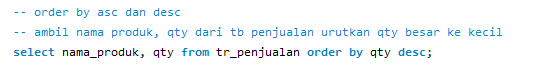 -- order by asc dan desc
-- ambil nama produk, qty dari tb penjualan urutkan qty besar ke kecil
select nama_produk, qty from tr_penjualan order by qty desc;